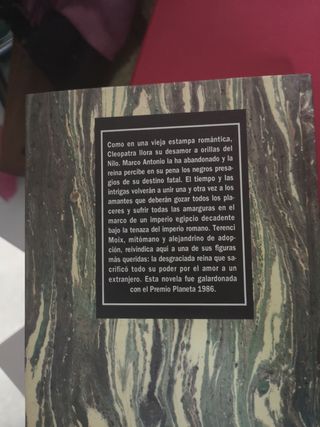 Como en una vieja estampa romántica,
Cleopatra llora su desamor a orillas del
Nilo. Marco Antonio la ha abandonado y la
reina percibe en su pena los negros presa-
gios de su destino fatal. El tiempo y las
intrigas volverán a unir una y otra vez a los
amantes que deberán gozar todos los pla-
ceres y sufrir todas las amarguras en el
marco de un imperio egipcio decadente
bajo la tenaza del imperio romano. Terenci
Moix, mitómano y alejandrino de adop-
ción, reivindica aquí a una de sus figuras
más queridas: la desgraciada reina que sa-
crificó todo su poder por el amor a un
extranjero. Esta novela fue galardonada
con el Premio Planeta 1986.